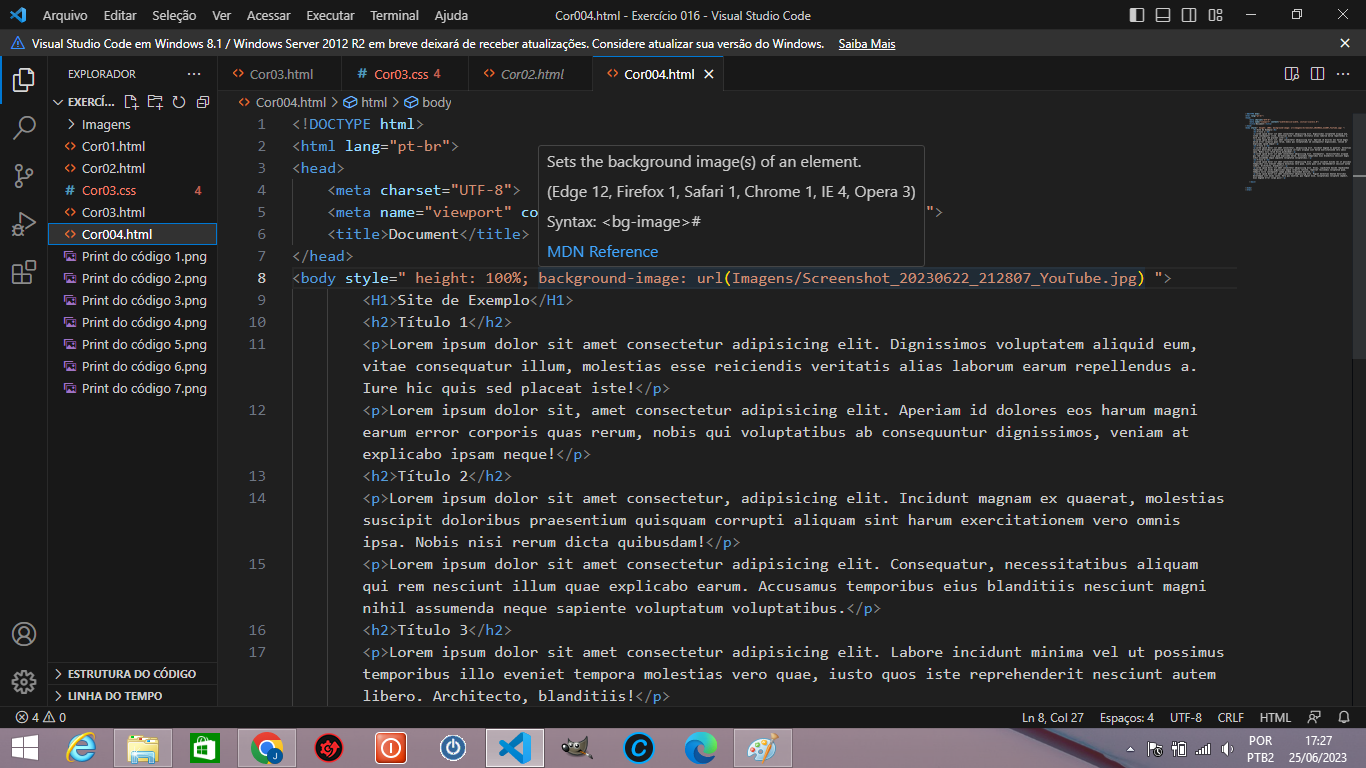 Arquivo Editar Seleção Ver Acessar Executar Terminal Ajuda Cor004.html - Exercício 016 - Visual Studio Code
Visual Studio Code em Windows 8.1 / Windows Server 2012 R2 em breve deixará de receber atualizações. Considere atualizar sua versão do Windows. Saiba Mais
EXPLORADOR
Cor03.html Cor03.css 4 Cor02.html Cor004.html
EXERCÍ...
Imagens
Cor01.html
Cor02.html
Cor03.css 4
Cor03.html
Cor004.html
Print do código 1.png
Print do código 2.png
Print do código 3.png
Print do código 4.png
Print do código 5.png
Print do código 6.png
Print do código 7.png
ESTRUTURA DO CÓDIGO
LINHA DO TEMPO
Cor004.html > html > body
1 <!DOCTYPE html>
2 <html lang="pt-br">
3 <head>
4 <meta charset="UTF-8">
5 <meta name="viewport" co ">
6 <title>Document</title>
7 </head>
Sets the background image(s) of an element.
(Edge 12, Firefox 1, Safari 1, Chrome 1, IE 4, Opera 3)
Syntax: <bg-image>#
MDN Reference
8 <body style=" height: 100%; background-image: url(Imagens/Screenshot_20230622_212807_YouTube.jpg) ">
9 <H1>Site de Exemplo</H1>
10 <h2>Título 1</h2>
11 <p>Lorem ipsum dolor sit amet consectetur adipisicing elit. Dignissimos voluptatem aliquid eum,
vitae consequatur illum, molestias esse reiciendis veritatis alias laborum earum repellendus a.
Iure hic quis sed placeat iste!</p>
12 <p>Lorem ipsum dolor sit, amet consectetur adipisicing elit. Aperiam id dolores eos harum magni
earum error corporis quas rerum, nobis qui voluptatibus ab consequuntur dignissimos, veniam at
explicabo ipsam neque!</p>
13 <h2>Título 2</h2>
14 <p>Lorem ipsum dolor sit amet consectetur, adipisicing elit. Incidunt magnam ex quaerat, molestias
suscipit doloribus praesentium quisquam corrupti aliquam sint harum exercitationem vero omnis
ipsa. Nobis nisi rerum dicta quibusdam!</p>
15 <p>Lorem ipsum dolor sit amet consectetur adipisicing elit. Consequatur, necessitatibus aliquam
qui rem nesciunt illum quae explicabo earum. Accusamus temporibus eius blanditiis nesciunt magni
nihil assumenda neque sapiente voluptatum voluptatibus.</p>
16 <h2>Título 3</h2>
17 <p>Lorem ipsum dolor sit amet consectetur adipisicing elit. Labore incidunt minima vel ut possimus
temporibus illo eveniet tempora molestias vero quae, iusto quos iste reprehenderit nesciunt autem
libero. Architecto, blanditiis!</p>
4 0 Ln 8, Col 27 Espaços: 4 UTF-8 CRLF HTML
POR 17:27
PTB2 25/06/2023